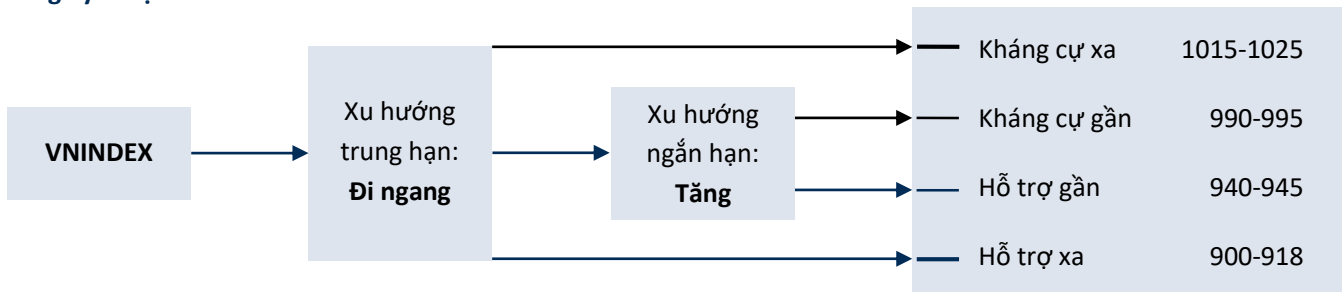 VNINDEX
Xu hướng
trung hạn:
Đi ngang
Xu hướng
ngắn hạn:
Tăng
Kháng cự xa 1015-1025
Kháng cự gần 990-995
Hỗ trợ gần 940-945
Hỗ trợ xa 900-918